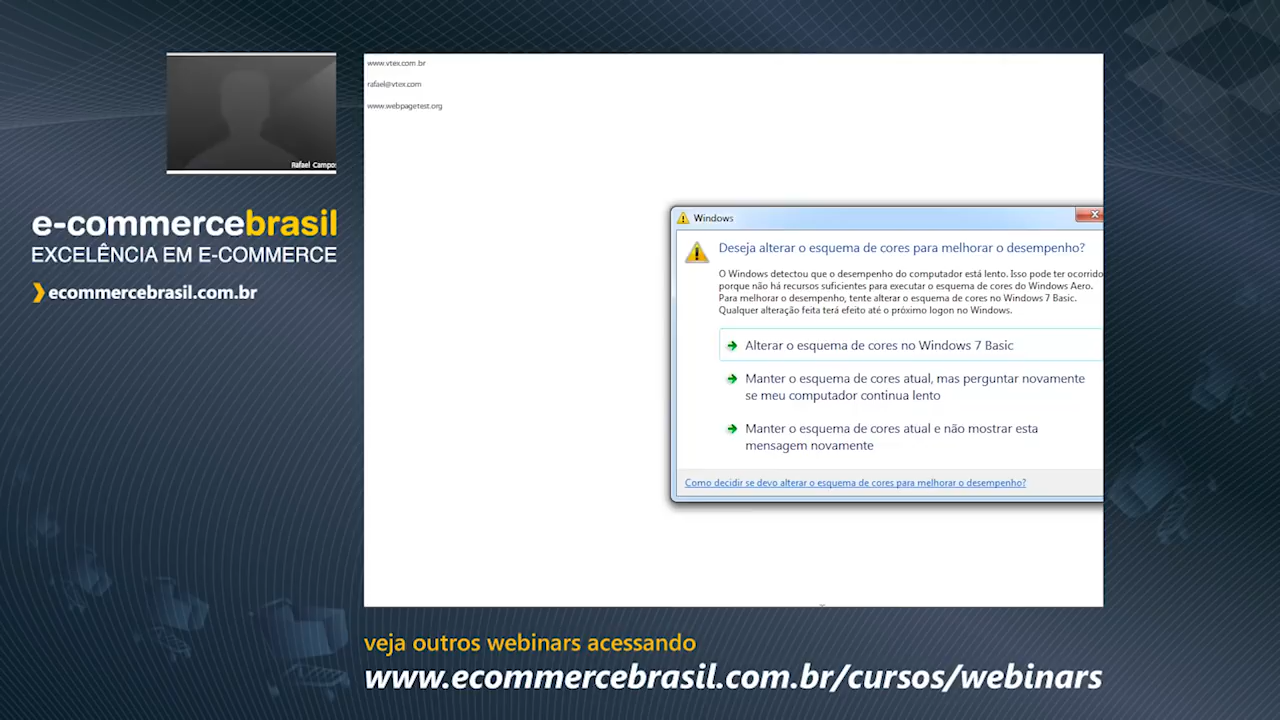 www.vtex.com.br
rafael@vtex.com
www.webpagetest.org
Rafael Campos
e-commercebrasil
EXCELÊNCIA EM E-COMMERCE
ecommercebrasil.com.br
Windows
Deseja alterar o esquema de cores para melhorar o desempenho?
O Windows detectou que o desempenho do computador está lento. Isso pode ter ocorrido
porque não há recursos suficientes para executar o esquema de cores do Windows Aero.
Para melhorar o desempenho, tente alterar o esquema de cores no Windows 7 Basic.
Qualquer alteração feita terá efeito até o próximo logon no Windows.
Alterar o esquema de cores no Windows 7 Basic
Manter o esquema de cores atual, mas perguntar novamente
se meu computador continua lento
Manter o esquema de cores atual e não mostrar esta
mensagem novamente
Como decidir se devo alterar o esquema de cores para melhorar o desempenho?
veja outros webinars acessando
www.ecommercebrasil.com.br/cursos/webinars